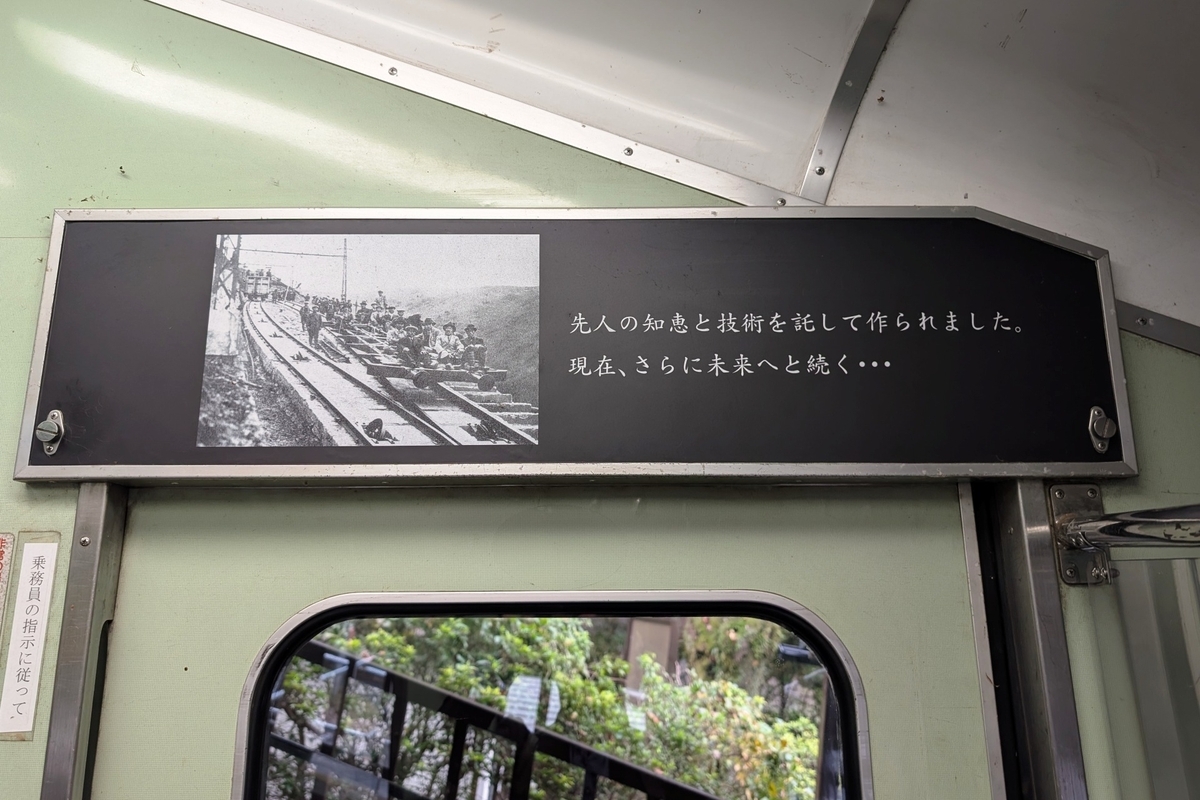 先人の知恵と技術を託して作られました。
現在、さらに未来へと続く・・・
乗務員の指示に従って